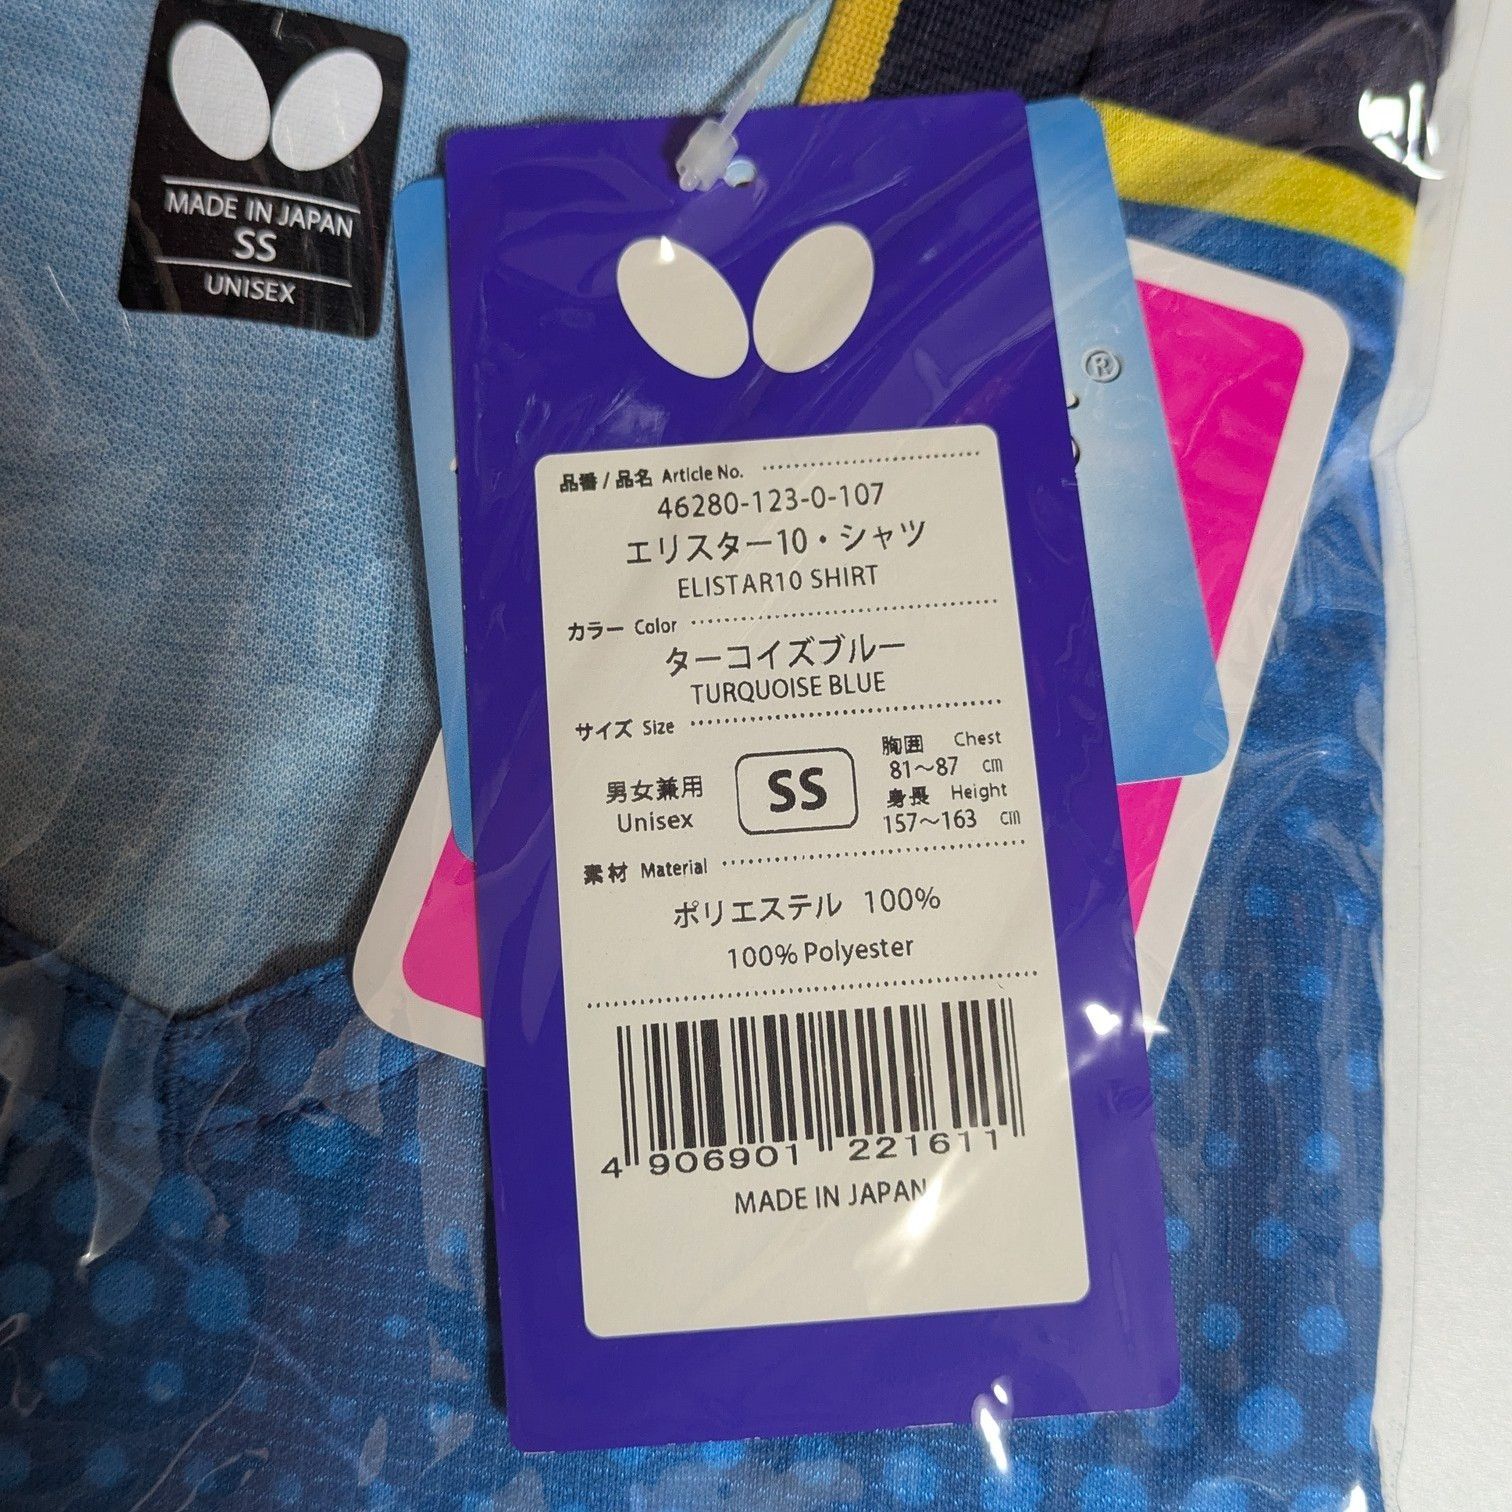 MADE IN JAPAN
SS
UNISEX
®
品番 / 品名 Article No.
46280-123-0-107
エリスター10・シャツ
ELISTAR10 SHIRT
カラー Color
ターコイズブルー
TURQUOISE BLUE
サイズ Size
男女兼用
Unisex
SS
胸囲 Chest
81～87 cm
身長 Height
157～163 cm
素材 Material
ポリエステル 100%
100% Polyester
4 906901 221611
MADE IN JAPAN